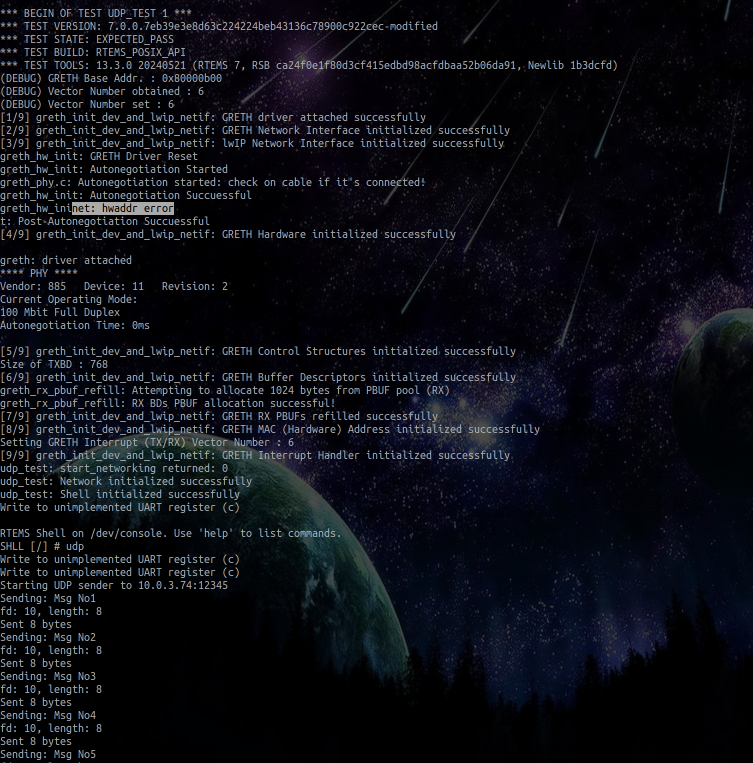 *** BEGIN OF TEST UDP_TEST 1 ***
*** TEST VERSION: 7.0.0.7eb39e3e8d63c224224beb43136c78900c922cec-modified
*** TEST STATE: EXPECTED_PASS
*** TEST BUILD: RTEMS_POSIX_API
*** TEST TOOLS: 13.3.0 20240521 (RTEMS 7, RSB ca24f0e1f80d3cf415edbd98acfdbaa52b06da91, Newlib 1b3dcfd)
(DEBUG) GRETH Base Addr. : 0x80000b00
(DEBUG) Vector Number obtained : 6
(DEBUG) Vector Number set : 6
[1/9] greth_init_dev_and_lwip_netif: GRETH driver attached successfully
[2/9] greth_init_dev_and_lwip_netif: GRETH Network Interface initialized successfully
[3/9] greth_init_dev_and_lwip_netif: lwIP Network Interface initialized successfully
greth_hw_init: GRETH Driver Reset
greth_hw_init: Autonegotiation Started
greth_phy.c: Autonegotiation started: check on cable if it"s connected!
greth_hw_init: Autonegotiation Succuessful
greth_hw_ininet: hwaddr error
t: Post-Autonegotiation Succuessful
[4/9] greth_init_dev_and_lwip_netif: GRETH Hardware initialized successfully
greth: driver attached
**** PHY ****
Vendor: 885   Device: 11   Revision: 2
Current Operating Mode:
100 Mbit Full Duplex
Autonegotiation Time: 0ms
[5/9] greth_init_dev_and_lwip_netif: GRETH Control Structures initialized successfully
Size of TXBD : 768
[6/9] greth_init_dev_and_lwip_netif: GRETH Buffer Descriptors initialized successfully
greth_rx_pbuf_refill: Attempting to allocate 1024 bytes from PBUF pool (RX)
greth_rx_pbuf_refill: RX BDs PBUF allocation successful!
[7/9] greth_init_dev_and_lwip_netif: GRETH RX PBUFs refilled successfully
[8/9] greth_init_dev_and_lwip_netif: GRETH MAC (Hardware) Address initialized successfully
Setting GRETH Interrupt (TX/RX) Vector Number : 6
[9/9] greth_init_dev_and_lwip_netif: GRETH Interrupt Handler initialized successfully
udp_test: start_networking returned: 0
udp_test: Network initialized successfully
udp_test: Shell initialized successfully
Write to unimplemented UART register (c)
RTEMS Shell on /dev/console. Use 'help' to list commands.
SHLL [/] # udp
Write to unimplemented UART register (c)
Write to unimplemented UART register (c)
Starting UDP sender to 10.0.3.74:12345
Sending: Msg No1
fd: 10, length: 8
Sent 8 bytes
Sending: Msg No2
fd: 10, length: 8
Sent 8 bytes
Sending: Msg No3
fd: 10, length: 8
Sent 8 bytes
Sending: Msg No4
fd: 10, length: 8
Sent 8 bytes
Sending: Msg No5